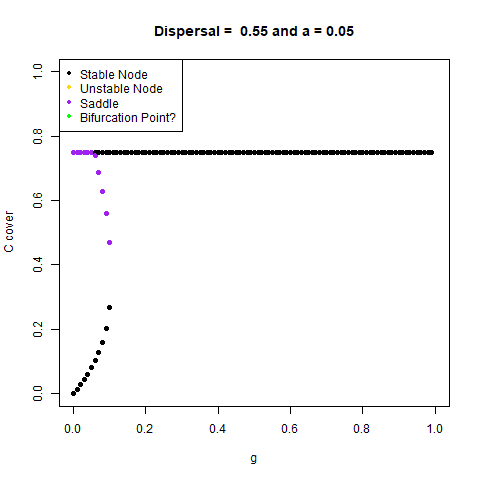 Dispersal =  0.55 and a = 0.05
Stable Node
Unstable Node
Saddle
Bifurcation Point?
C cover
1.0
0.8
0.6
0.4
0.2
0.0
0.0 0.2 0.4 0.6 0.8 1.0
g